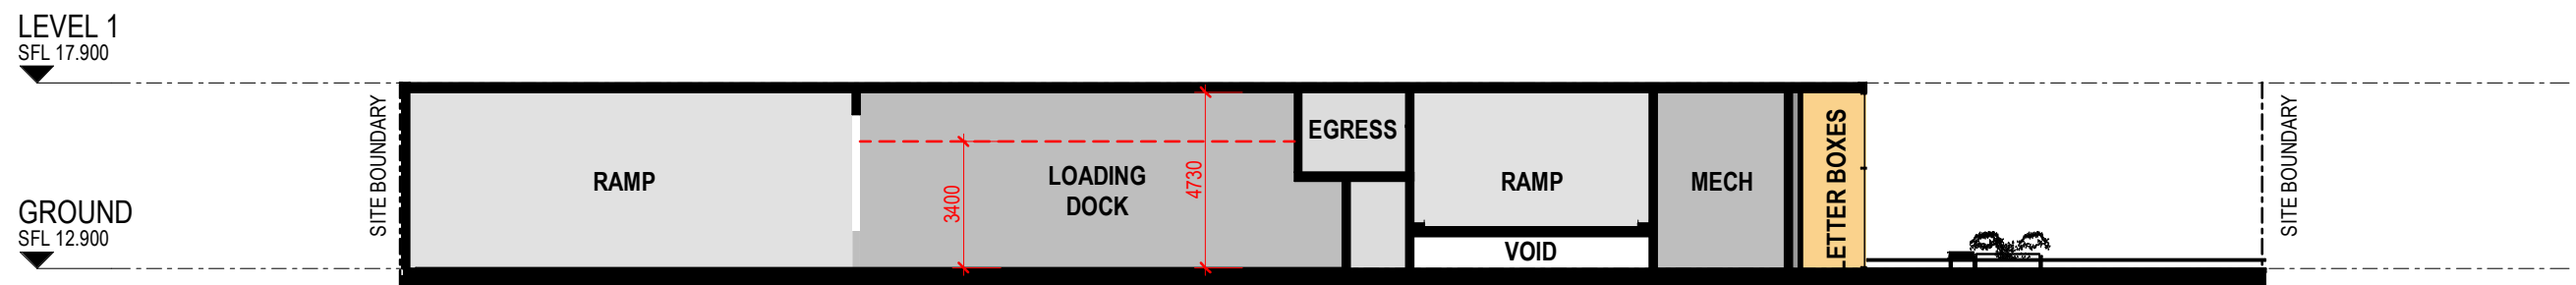 LEVEL 1
SFL 17.900
GROUND
SFL 12.900
SITE BOUNDARY
RAMP
3400
LOADING
DOCK
4730
EGRESS
RAMP
VOID
MECH
LETTER BOXES
SITE BOUNDARY